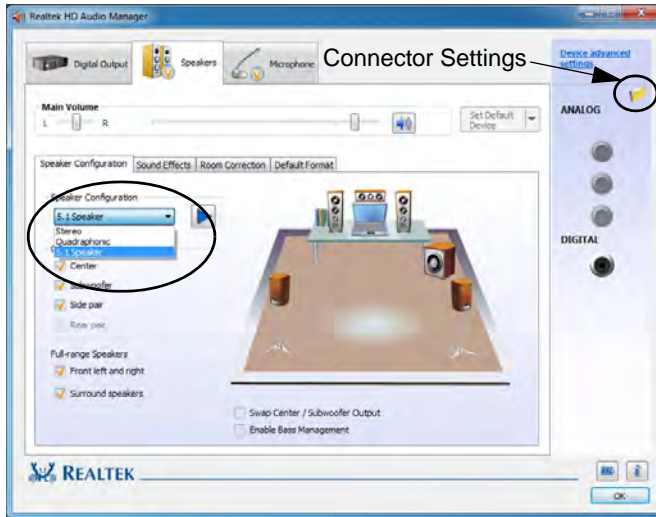 Realtek HD Audio Manager
Digital Output
Speakers
Microphone
Connector Settings
Device advanced
settings
Main Volume
L
R
Set Default
Device
ANALOG
Speaker Configuration
Sound Effects
Room Correction
Default Format
Speaker Configuration
5.1 Speaker
Stereo
Quadraphonic
5.1 Speaker
DIGITAL
Center
Subwoofer
Side pair
Rear pair
Full-range Speakers
Front left and right
Surround speakers
Swap Center / Subwoofer Output
Enable Bass Management
REALTEK
OK